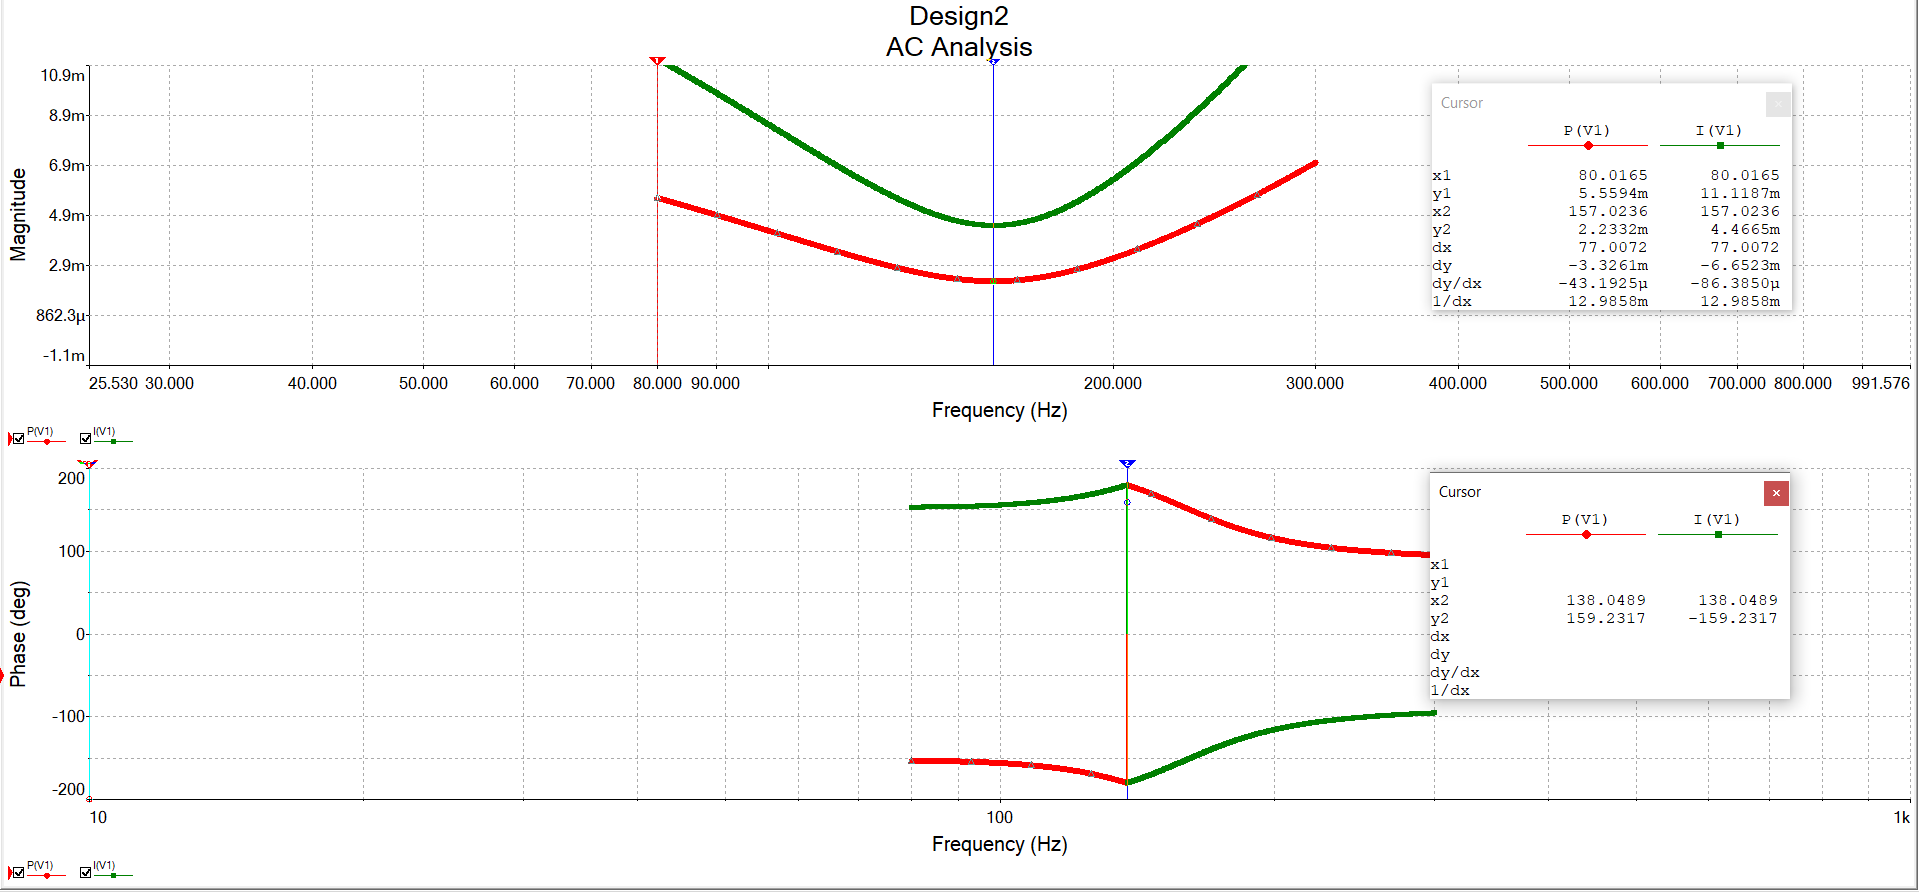 Design2
AC Analysis
Magnitude
10.9m
8.9m
6.9m
4.9m
2.9m
862.3µ
-1.1m
25.530 30.000 40.000 50.000 60.000 70.000 80.000 90.000 200.000 300.000 400.000 500.000 600.000 700.000 800.000 991.576
Frequency (Hz)
1
2
Cursor
P(V1) I(V1)
x1 80.0165 80.0165
y1 5.5594m 11.1187m
x2 157.0236 157.0236
y2 2.2332m 4.4665m
dx 77.0072 77.0072
dy -3.3261m -6.6523m
dy/dx -43.1925µ -86.3850µ
1/dx 12.9858m 12.9858m
P(V1) I(V1)
Phase (deg)
200
100
0
-100
-200
10 100 1k
Frequency (Hz)
2
Cursor
×
P(V1) I(V1)
x1
y1
x2 138.0489 138.0489
y2 159.2317 -159.2317
dx
dy
dy/dx
1/dx
P(V1) I(V1)